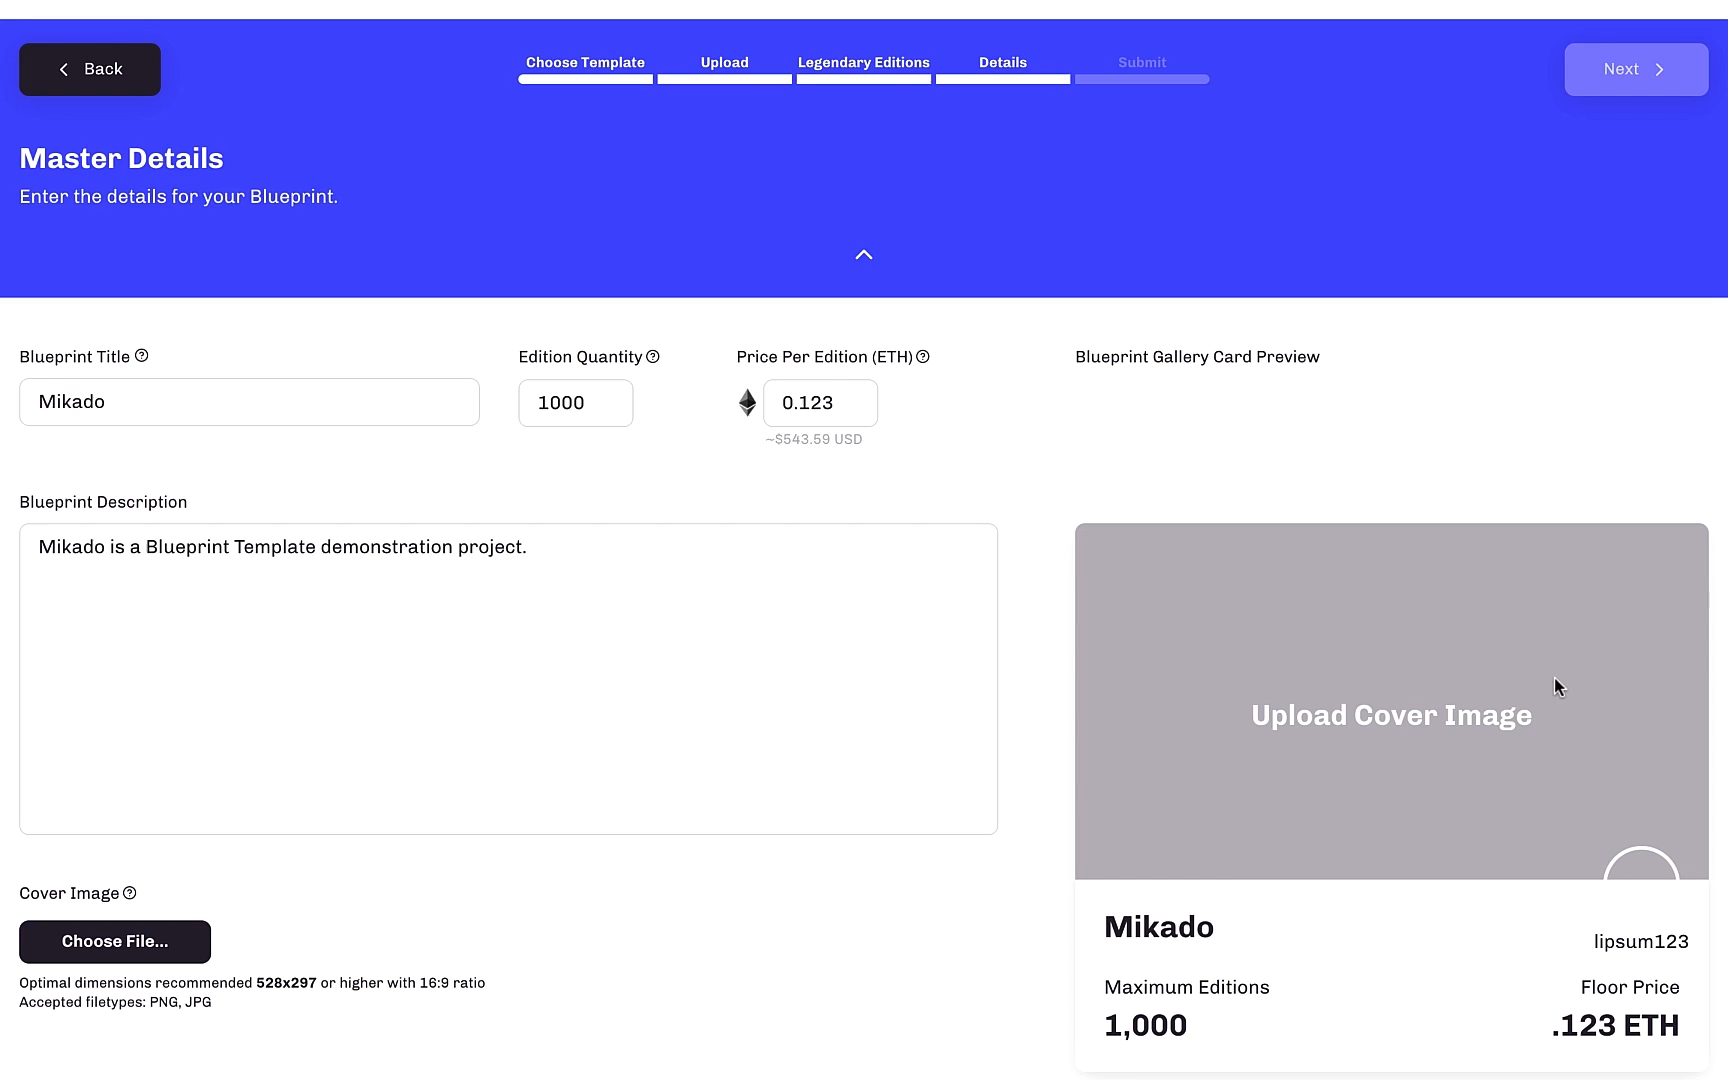 Back
Choose Template
Upload
Legendary Editions
Details
Submit
Next
Master Details
Enter the details for your Blueprint.
Blueprint Title
Edition Quantity
Price Per Edition (ETH)
Blueprint Gallery Card Preview
Mikado
1000
0.123
~$543.59 USD
Blueprint Description
Mikado is a Blueprint Template demonstration project.
Upload Cover Image
Cover Image
Choose File...
Optimal dimensions recommended 528x297 or higher with 16:9 ratio
Accepted filetypes: PNG, JPG
Mikado
lipsum123
Maximum Editions
Floor Price
1,000
.123 ETH